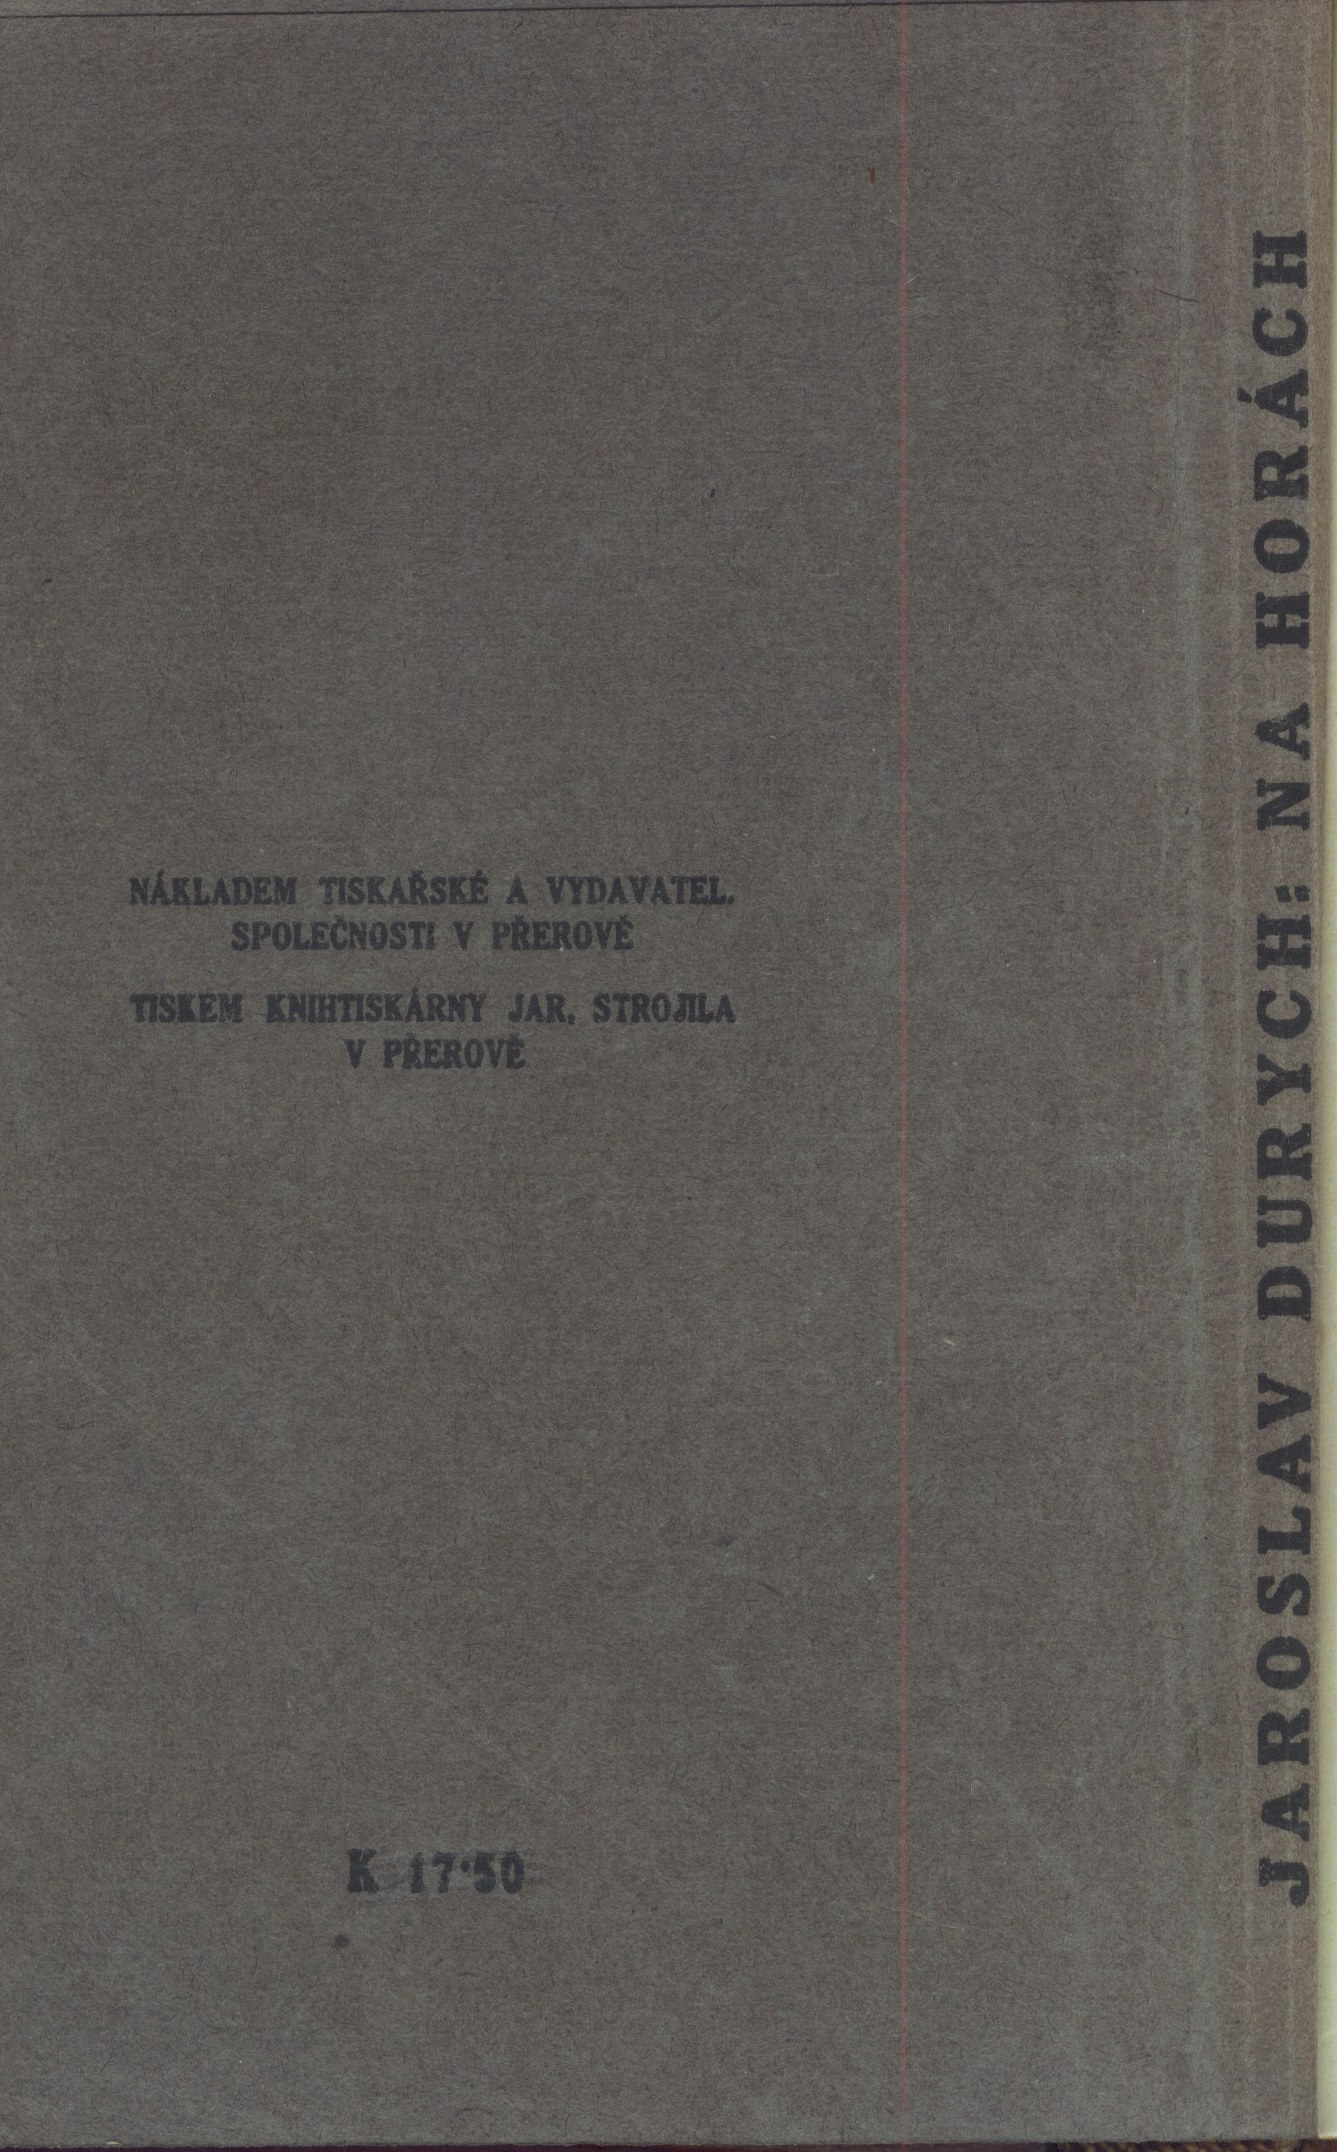 NÁKLADEM TISKAŘSKÉ A VYDAVATEL.
SPOLEČNOSTI V PŘEROVĚ
TISKEM KNIHTISKÁRNY JAR. STROJILA
V PŘEROVĚ
K 17·50
JAROSLAV DURYCH: NA HORÁCH